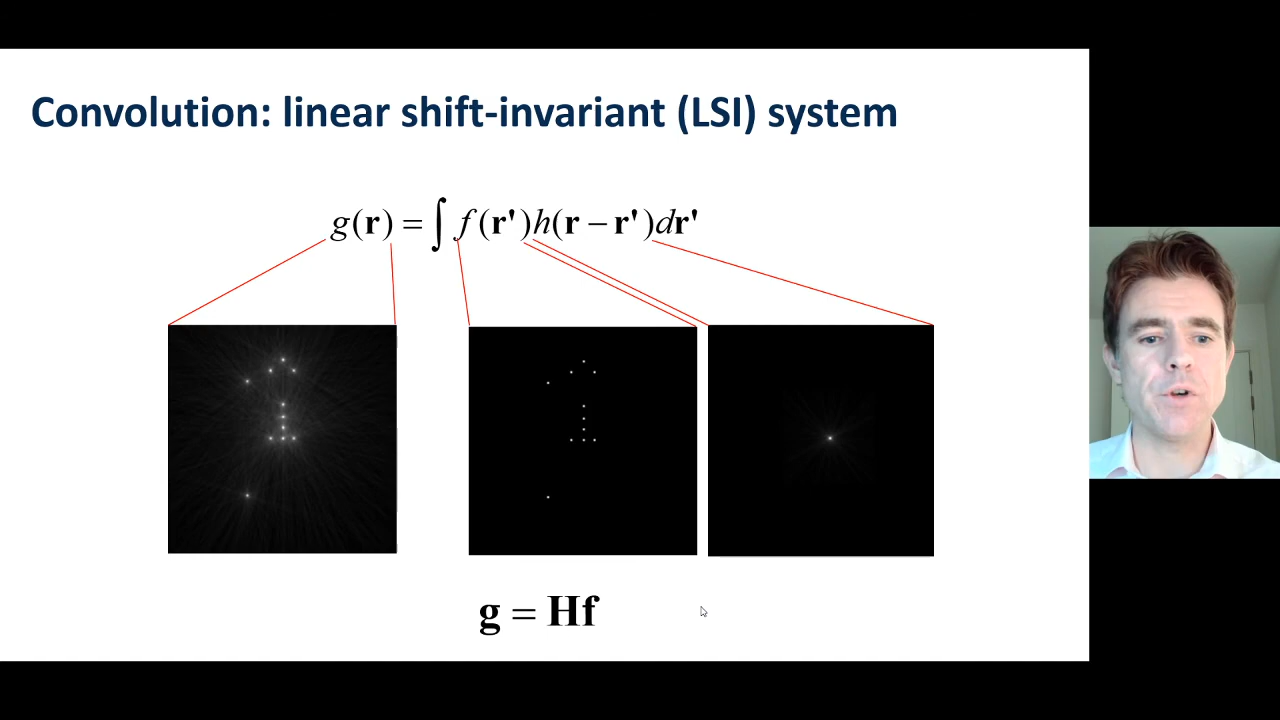 Convolution: linear shift-invariant (LSI) system
g(r) = ∫ f(r')h(r − r')dr'
g = Hf